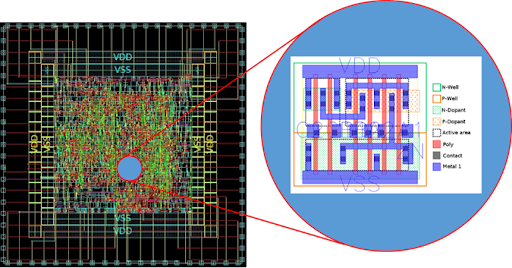 VDD
VSS
VDD
VSS
VSS
VDD
VSS
VDD
VDD
VSS
N-Well
P-Well
N-Dopant
P-Dopant
Active area
Poly
Contact
Metal 1